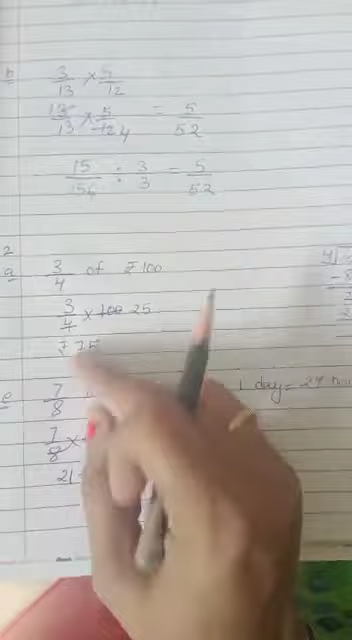 b 3/13 × 5/12
13/13 × 5/12 4 = 5/52
15/156 ÷ 3/3 = 5/52
2
a 3/4 of ₹100
3/4 × 100 25
₹75
e 7/8
1 day = 24
7/8 ×
21